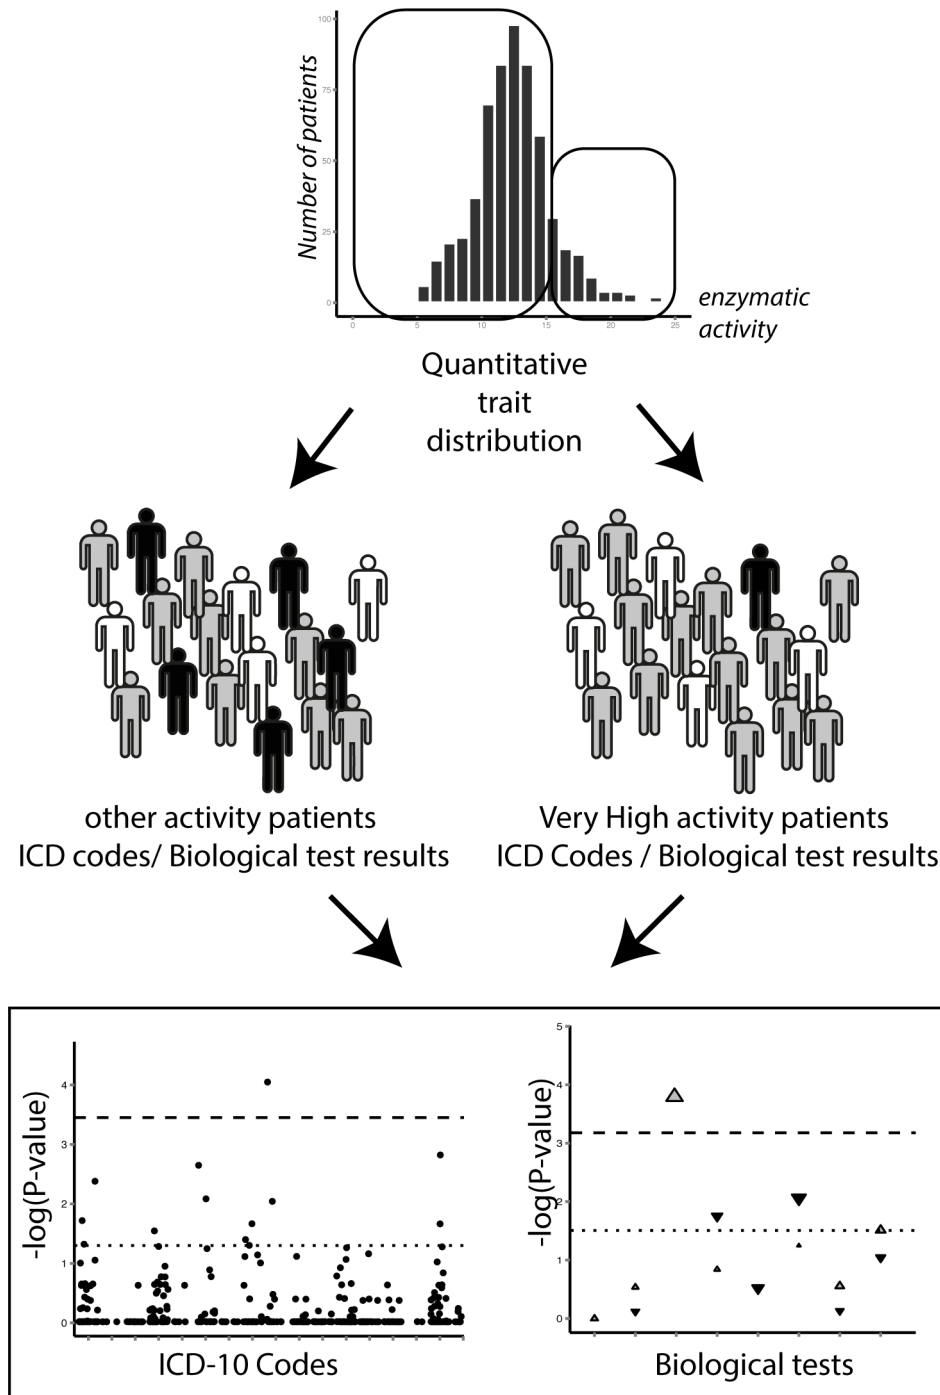 100
75
50
25
0
Number of patients
0 5 10 15 20 25
enzymatic
activity
Quantitative
trait
distribution
other activity patients
ICD codes/ Biological test results
Very High activity patients
ICD Codes / Biological test results
4
3
2
1
0
-log(P-value)
ICD-10 Codes
5
4
3
2
1
0
-log(P-value)
Biological tests